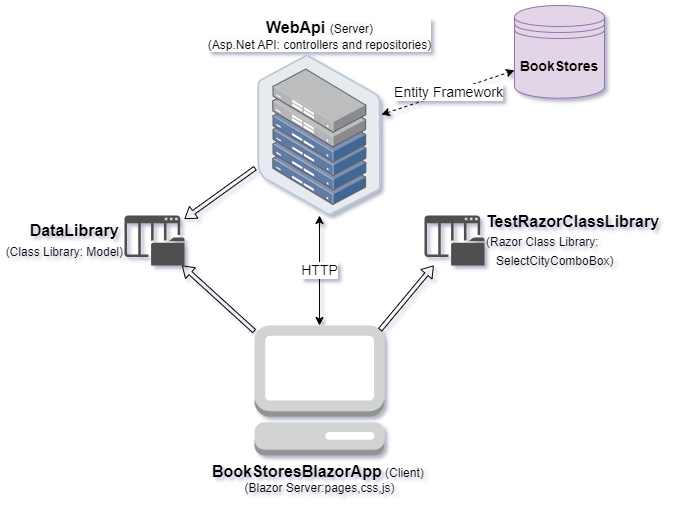 WebApi (Server)
(Asp.Net API: controllers and repositories)
BookStores
Entity Framework
DataLibrary
(Class Library: Model)
TestRazorClassLibrary
(Razor Class Library:
SelectCityComboBox)
HTTP
BookStoresBlazorApp (Client)
(Blazor Server:pages,css,js)